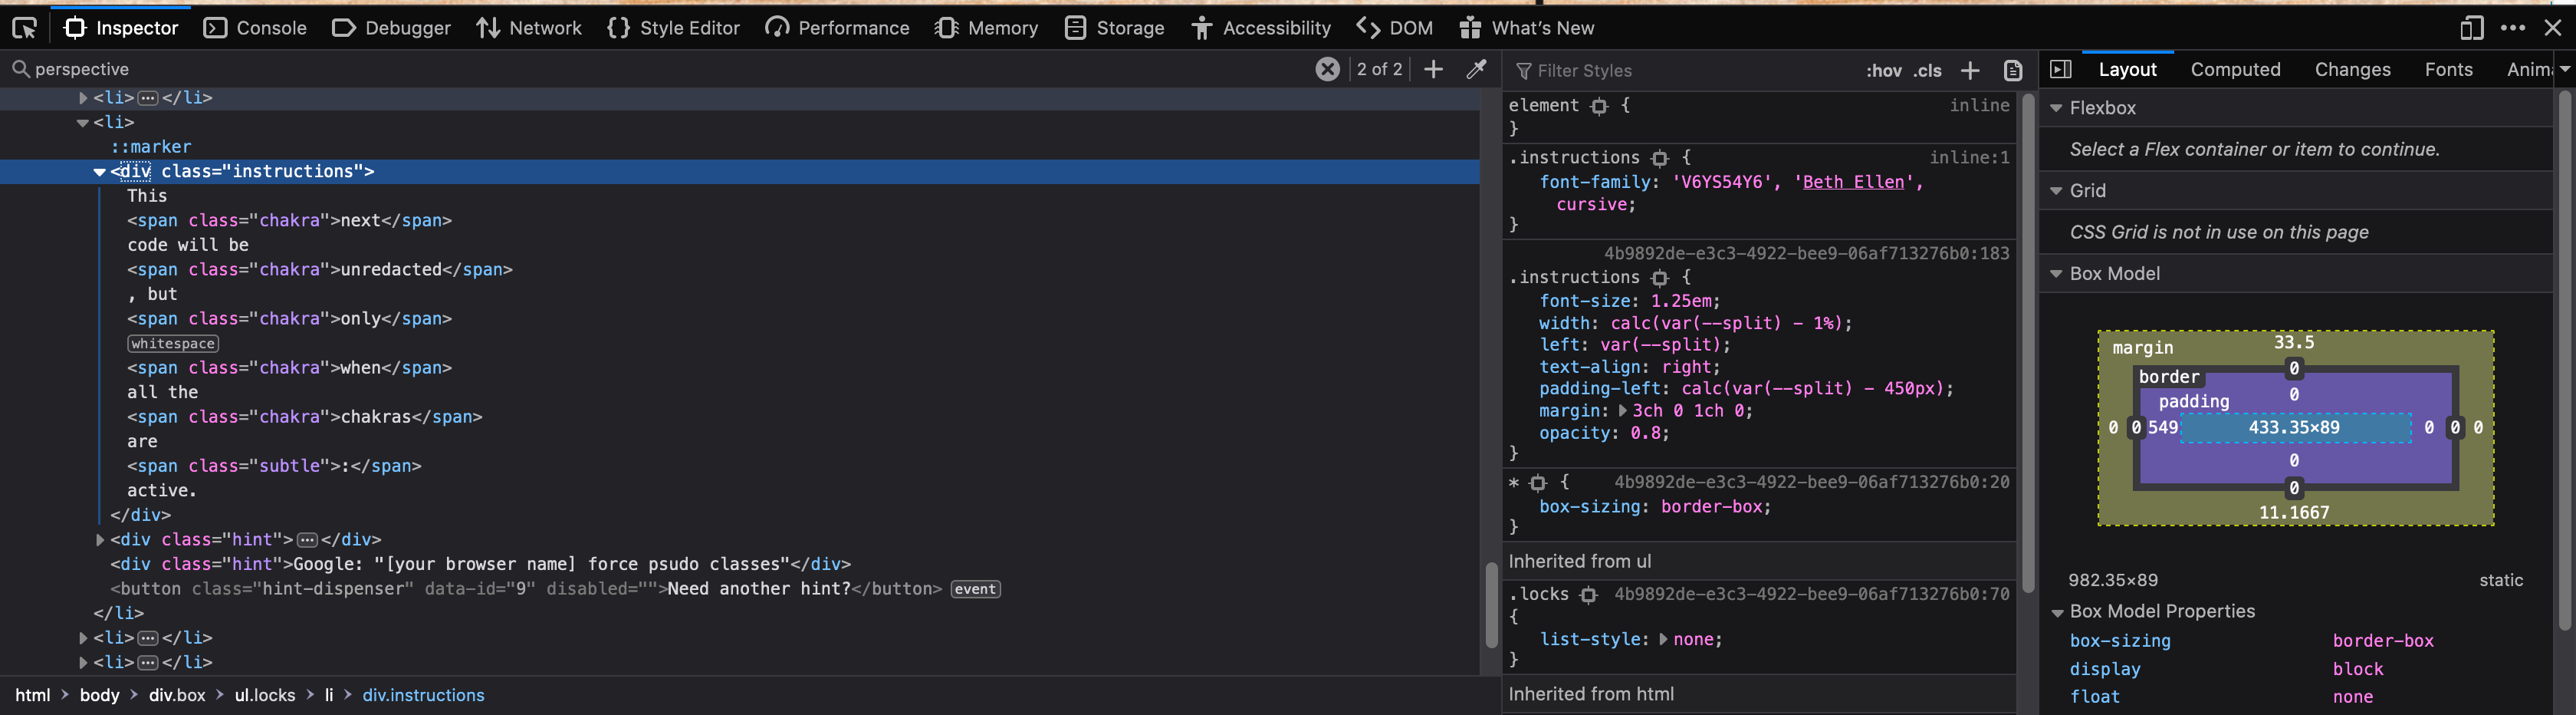 Inspector Console Debugger Network Style Editor Performance Memory Storage Accessibility DOM What's New
perspective 2 of 2
<li></li>
<li>
::marker
<div class="instructions">
This
<span class="chakra">next</span>
code will be
<span class="chakra">unredacted</span>
, but
<span class="chakra">only</span>
whitespace
<span class="chakra">when</span>
all the
<span class="chakra">chakras</span>
are
<span class="subtle">:</span>
active.
</div>
<div class="hint"></div>
<div class="hint">Google: "[your browser name] force psudo classes"</div>
<button class="hint-dispenser" data-id="9" disabled="">Need another hint?</button> event
</li>
<li></li>
<li></li>
html body div.box ul.locks li div.instructions
Filter Styles :hov .cls
element { inline
}
.instructions { inline:1
font-family: 'V6YS54Y6', 'Beth Ellen',
cursive;
}
4b9892de-e3c3-4922-bee9-06af713276b0:183
.instructions {
font-size: 1.25em;
width: calc(var(--split) - 1%);
left: var(--split);
text-align: right;
padding-left: calc(var(--split) - 450px);
margin: 3ch 0 1ch 0;
opacity: 0.8;
}
* { 4b9892de-e3c3-4922-bee9-06af713276b0:20
box-sizing: border-box;
}
Inherited from ul
.locks 4b9892de-e3c3-4922-bee9-06af713276b0:70
{
list-style: none;
}
Inherited from html
Layout Computed Changes Fonts Anim
Flexbox
Select a Flex container or item to continue.
Grid
CSS Grid is not in use on this page
Box Model
margin 33.5
border 0
padding 0
0 0 549 433.35×89 0 0 0
0
0
11.1667
982.35×89 static
Box Model Properties
box-sizing border-box
display block
float none